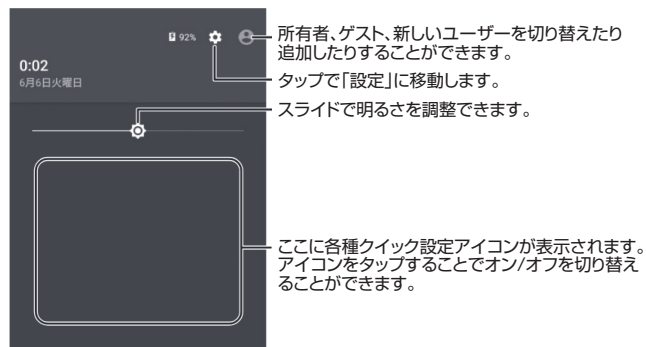 92%
0:02
6月6日火曜日
所有者、ゲスト、新しいユーザーを切り替えたり
追加したりすることができます。
タップで「設定」に移動します。
スライドで明るさを調整できます。
ここに各種クイック設定アイコンが表示されます。
アイコンをタップすることでオン/オフを切り替え
ることができます。